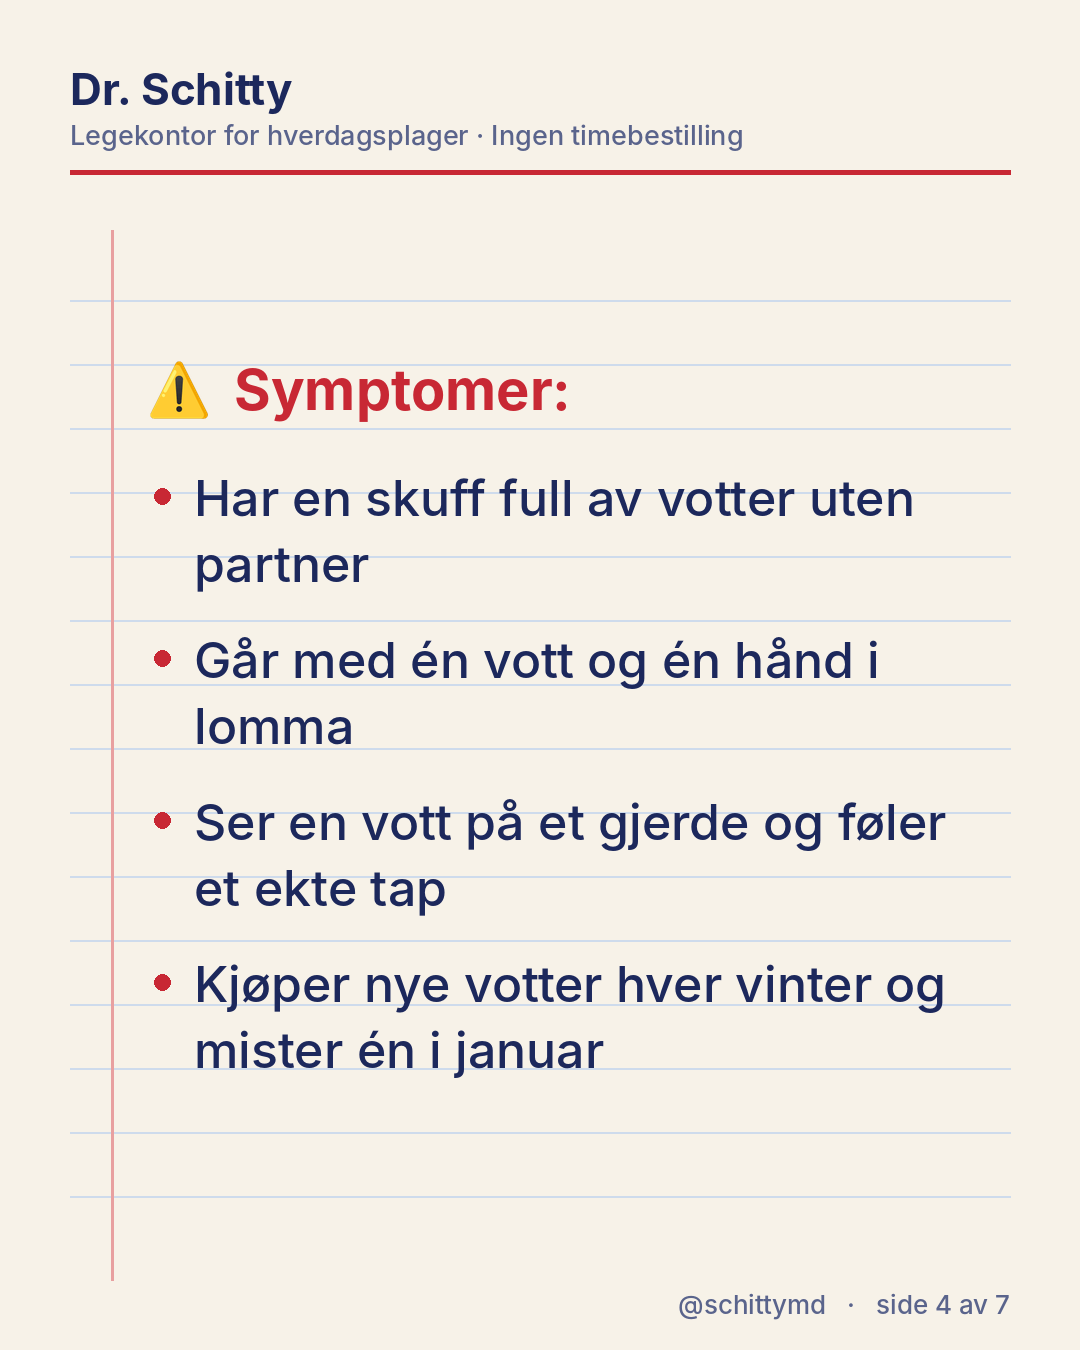 Dr. Schitty
Legekontor for hverdagsplager · Ingen timebestilling
⚠️ Symptomer:
• Har en skuff full av votter uten
partner
• Går med én vott og én hånd i
lomma
• Ser en vott på et gjerde og føler
et ekte tap
• Kjøper nye votter hver vinter og
mister én i januar
@schittymd · side 4 av 7